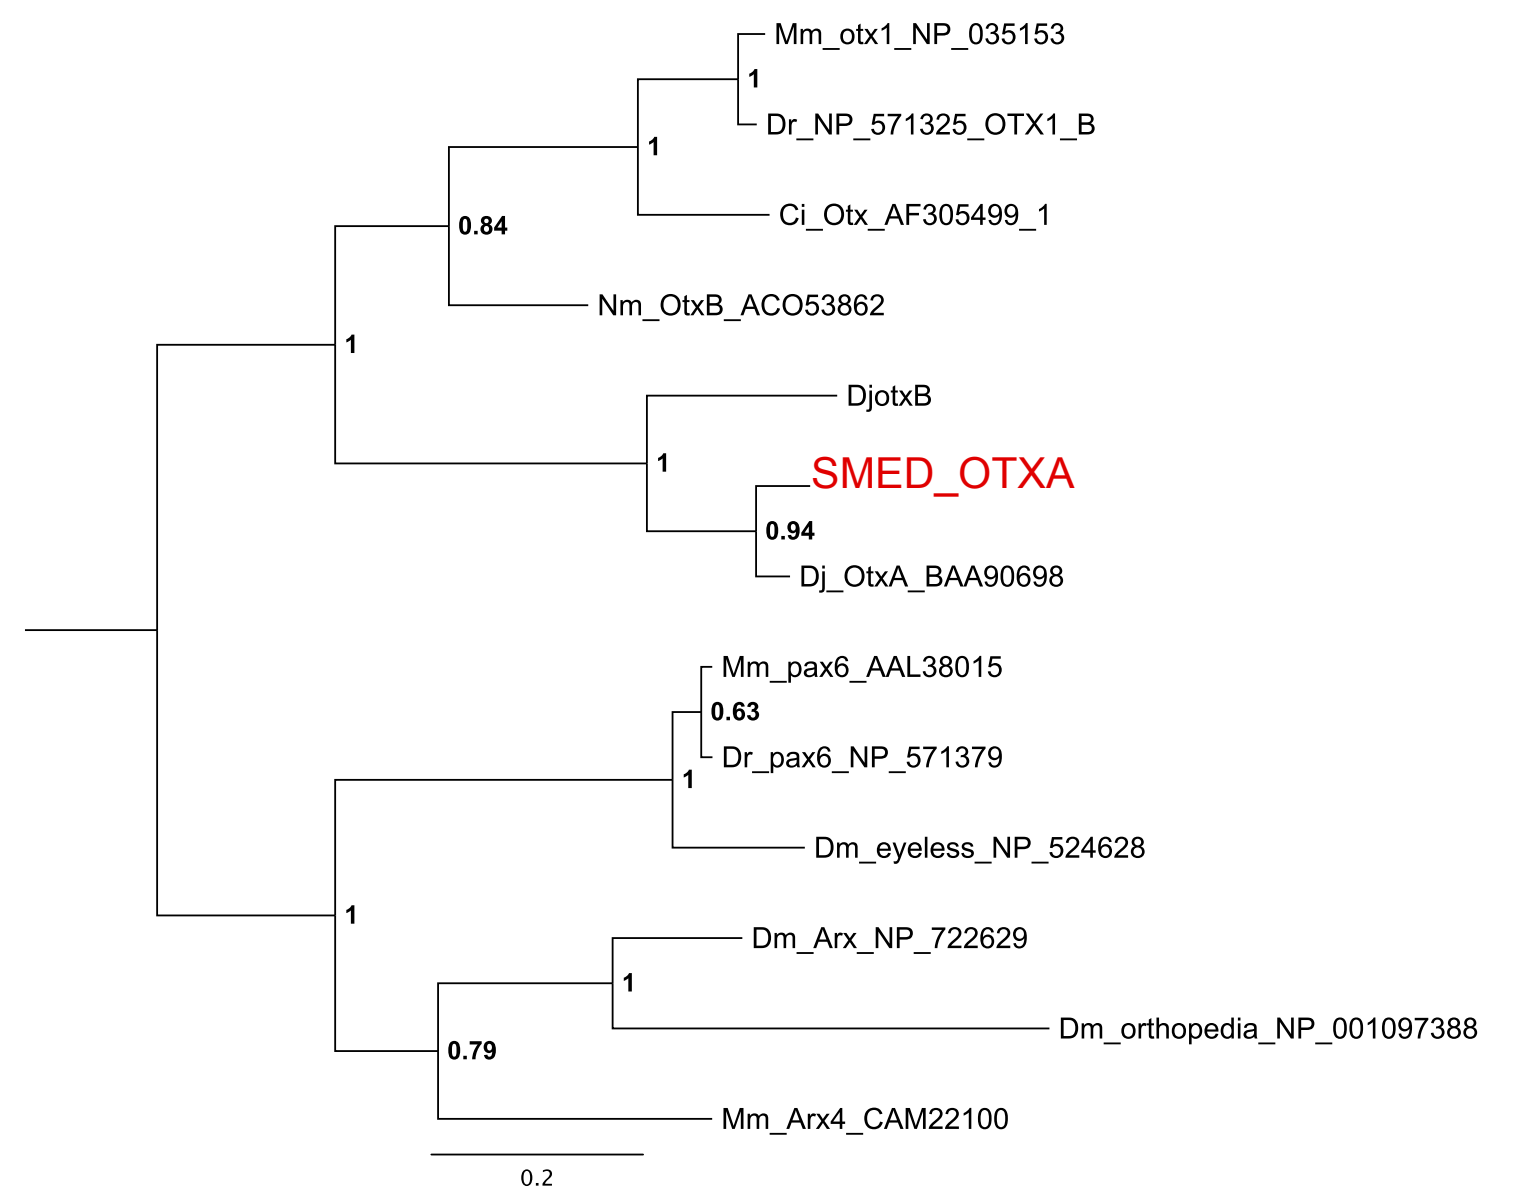 Mm_otx1_NP_035153
1
Dr_NP_571325_OTX1_B
1
Ci_Otx_AF305499_1
0.84
Nm_OtxB_ACO53862
1
DjotxB
1
SMED_OTXA
0.94
Dj_OtxA_BAA90698
Mm_pax6_AAL38015
0.63
Dr_pax6_NP_571379
1
Dm_eyeless_NP_524628
1
Dm_Arx_NP_722629
1
Dm_orthopedia_NP_001097388
0.79
Mm_Arx4_CAM22100
0.2